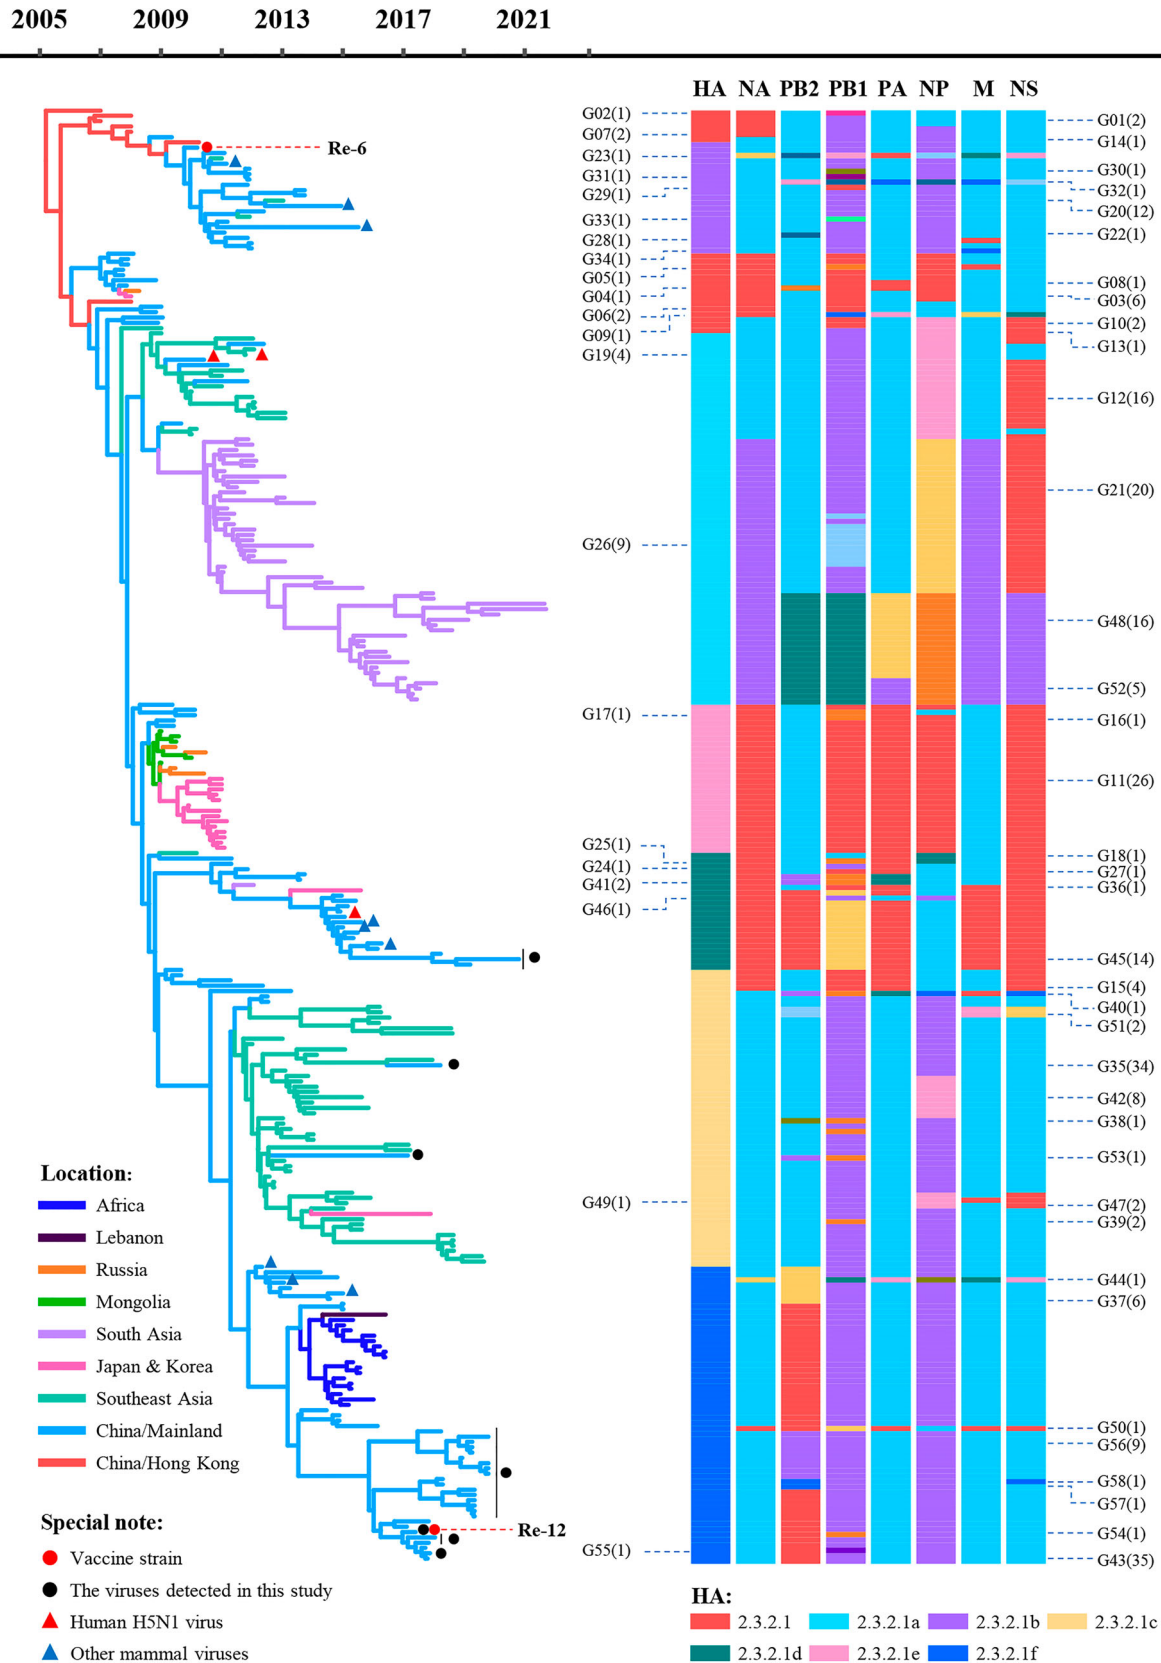 2005 2009 2013 2017 2021
HA NA PB2 PB1 PA NP M NS
G02(1)
G07(2)
G23(1)
G31(1)
G29(1)
G33(1)
G28(1)
G34(1)
G05(1)
G04(1)
G06(2)
G09(1)
G19(4)
G26(9)
G17(1)
G25(1)
G24(1)
G41(2)
G46(1)
G49(1)
G55(1)
G01(2)
G14(1)
G30(1)
G32(1)
G20(12)
G22(1)
G08(1)
G03(6)
G10(2)
G13(1)
G12(16)
G21(20)
G48(16)
G52(5)
G16(1)
G11(26)
G18(1)
G27(1)
G36(1)
G45(14)
G15(4)
G40(1)
G51(2)
G35(34)
G42(8)
G38(1)
G53(1)
G47(2)
G39(2)
G44(1)
G37(6)
G50(1)
G56(9)
G58(1)
G57(1)
G54(1)
G43(35)
Re-6
Re-12
Location:
Africa
Lebanon
Russia
Mongolia
South Asia
Japan & Korea
Southeast Asia
China/Mainland
China/Hong Kong
Special note:
Vaccine strain
The viruses detected in this study
Human H5N1 virus
Other mammal viruses
HA:
2.3.2.1 2.3.2.1a 2.3.2.1b 2.3.2.1c
2.3.2.1d 2.3.2.1e 2.3.2.1f